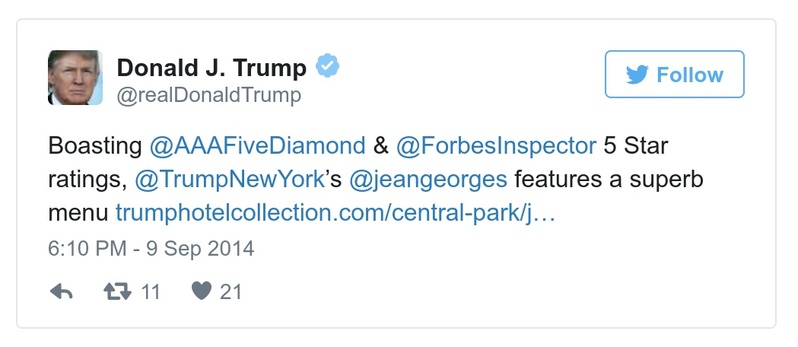 Donald J. Trump
@realDonaldTrump
Follow
Boasting @AAAFiveDiamond & @ForbesInspector 5 Star
ratings, @TrumpNewYork’s @jeangeorges features a superb
menu trumphotelcollection.com/central-park/j…
6:10 PM - 9 Sep 2014
11 21